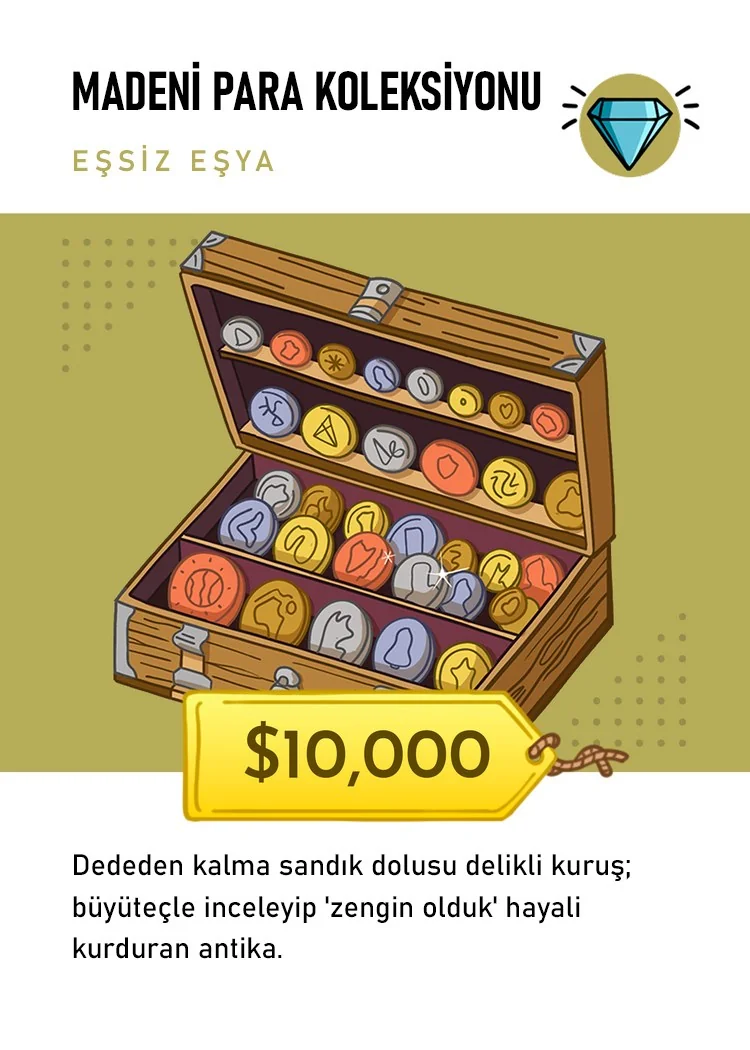 MADENİ PARA KOLEKSİYONU
EŞSİZ EŞYA
$10,000
Dededen kalma sandık dolusu delikli kuruş;
büyüteçle inceleyip 'zengin olduk' hayali
kurduran antika.